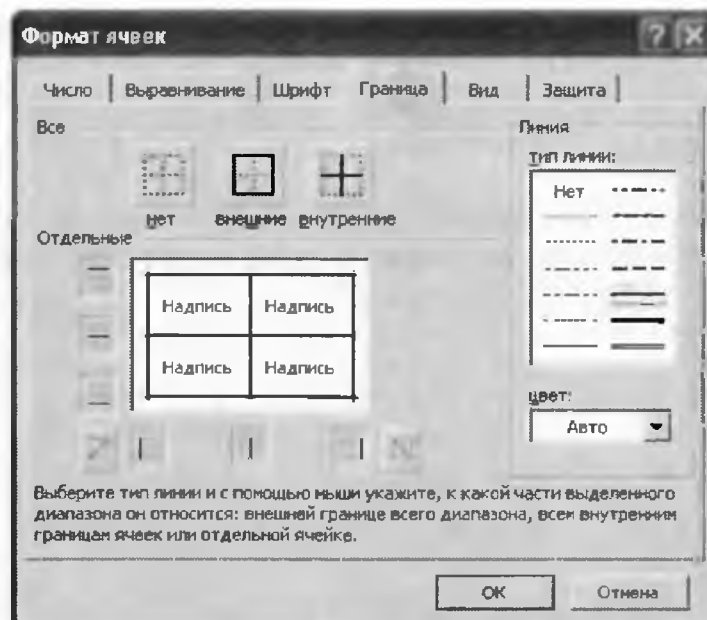 Формат ячеек
Число Выравнивание Шрифт Граница Вид Защита
Все
нет внешние внутренние
Отдельные
Надпись Надпись
Надпись Надпись
Линия
тип линии:
Нет
цвет:
Авто
Выберите тип линии и с помощью мыши укажите, к какой части выделенного
диапазона он относится: внешней границе всего диапазона, всем внутренним
границам ячеек или отдельной ячейке.
ОК Отмена